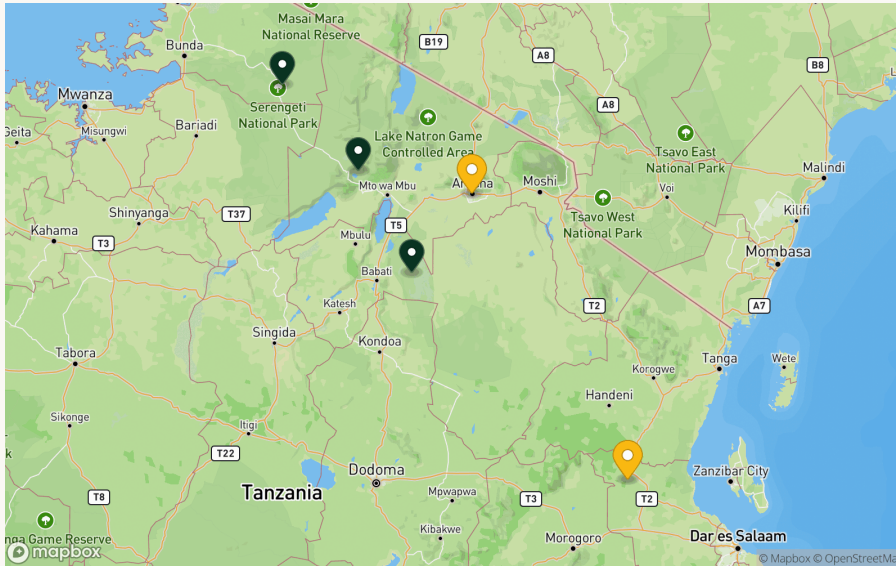 Masai Mara
National Reserve
B19
A8
B8
Bunda
Mwanza
Serengeti
National Park
A8
Geita
Misungwi
Bariadi
Lake Natron Game
Controlled Area
Tsavo East
National Park
Malindi
Mto wa Mbu
Moshi
Voi
Kahama
Shinyanga
T37
T5
Tsavo West
National Park
Kilifi
T3
Mbulu
Mombasa
Babati
Katesh
T2
A7
Singida
Kondoa
Tabora
Korogwe
Tanga
Wete
Handeni
Sikonge
Itigi
T22
Dodoma
Zanzibar City
Tanzania
Mpwapwa
T3
T2
T8
nga Game Reserve
Kibakwe
Morogoro
Dar es Salaam
mapbox
© Mapbox © OpenStreetMa